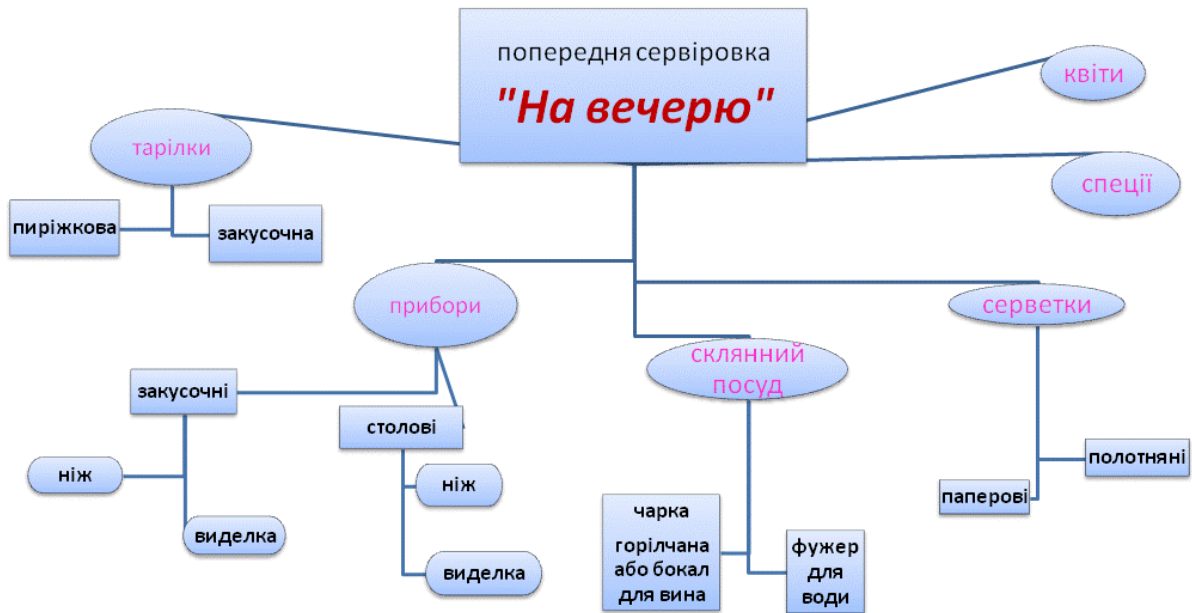 попередня сервіровка
"На вечерю"
квіти
тарілки
спеції
пиріжкова
закусочна
прибори
серветки
склянний
посуд
закусочні
столові
полотняні
ніж
ніж
паперові
чарка
горілчана
або бокал
для вина
фужер
для
води
виделка
виделка